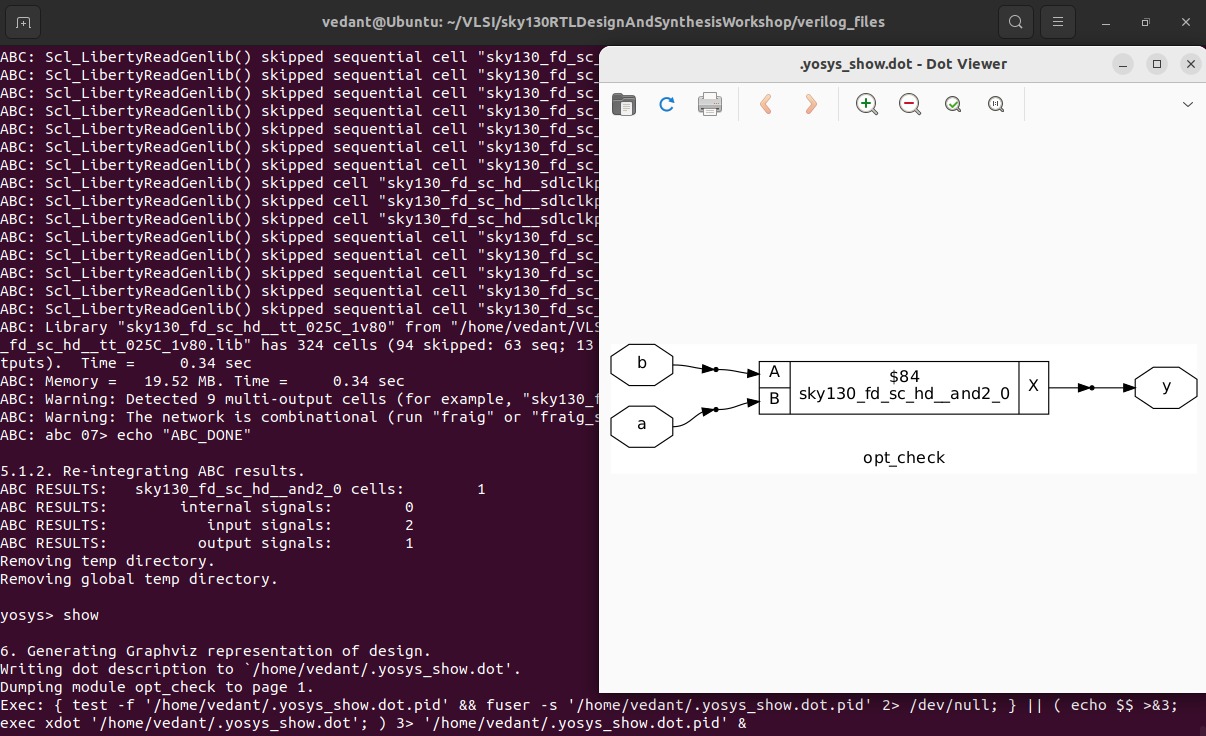 vedant@Ubuntu: ~/VLSI/sky130RTLDesignAndSynthesisWorkshop/verilog_files
ABC: Scl_LibertyReadGenlib() skipped sequential cell "sky130_fd_sc_
ABC: Scl_LibertyReadGenlib() skipped sequential cell "sky130_fd_sc_
ABC: Scl_LibertyReadGenlib() skipped sequential cell "sky130_fd_sc_
ABC: Scl_LibertyReadGenlib() skipped sequential cell "sky130_fd_sc_
ABC: Scl_LibertyReadGenlib() skipped sequential cell "sky130_fd_sc_
ABC: Scl_LibertyReadGenlib() skipped sequential cell "sky130_fd_sc_
ABC: Scl_LibertyReadGenlib() skipped sequential cell "sky130_fd_sc_
ABC: Scl_LibertyReadGenlib() skipped cell "sky130_fd_sc_hd__sdlclkp
ABC: Scl_LibertyReadGenlib() skipped cell "sky130_fd_sc_hd__sdlclkp
ABC: Scl_LibertyReadGenlib() skipped cell "sky130_fd_sc_hd__sdlclkp
ABC: Scl_LibertyReadGenlib() skipped sequential cell "sky130_fd_sc_
ABC: Scl_LibertyReadGenlib() skipped sequential cell "sky130_fd_sc_
ABC: Scl_LibertyReadGenlib() skipped sequential cell "sky130_fd_sc_
ABC: Scl_LibertyReadGenlib() skipped sequential cell "sky130_fd_sc_
ABC: Scl_LibertyReadGenlib() skipped sequential cell "sky130_fd_sc_
ABC: Library "sky130_fd_sc_hd__tt_025C_1v80" from "/home/vedant/VLS
_fd_sc_hd__tt_025C_1v80.lib" has 324 cells (94 skipped: 63 seq; 13
tputs).  Time =     0.34 sec
ABC: Memory =   19.52 MB. Time =     0.34 sec
ABC: Warning: Detected 9 multi-output cells (for example, "sky130_f
ABC: Warning: The network is combinational (run "fraig" or "fraig_s
ABC: abc 07> echo "ABC_DONE"
5.1.2. Re-integrating ABC results.
ABC RESULTS:   sky130_fd_sc_hd__and2_0 cells:        1
ABC RESULTS:        internal signals:        0
ABC RESULTS:           input signals:        2
ABC RESULTS:          output signals:        1
Removing temp directory.
Removing global temp directory.
yosys> show
6. Generating Graphviz representation of design.
Writing dot description to `/home/vedant/.yosys_show.dot'.
Dumping module opt_check to page 1.
Exec: { test -f '/home/vedant/.yosys_show.dot.pid' && fuser -s '/home/vedant/.yosys_show.dot.pid' 2> /dev/null; } || ( echo $$ >&3;
exec xdot '/home/vedant/.yosys_show.dot'; ) 3> '/home/vedant/.yosys_show.dot.pid' &
.yosys_show.dot - Dot Viewer
b
a
A
B
$84
sky130_fd_sc_hd__and2_0
X
y
opt_check